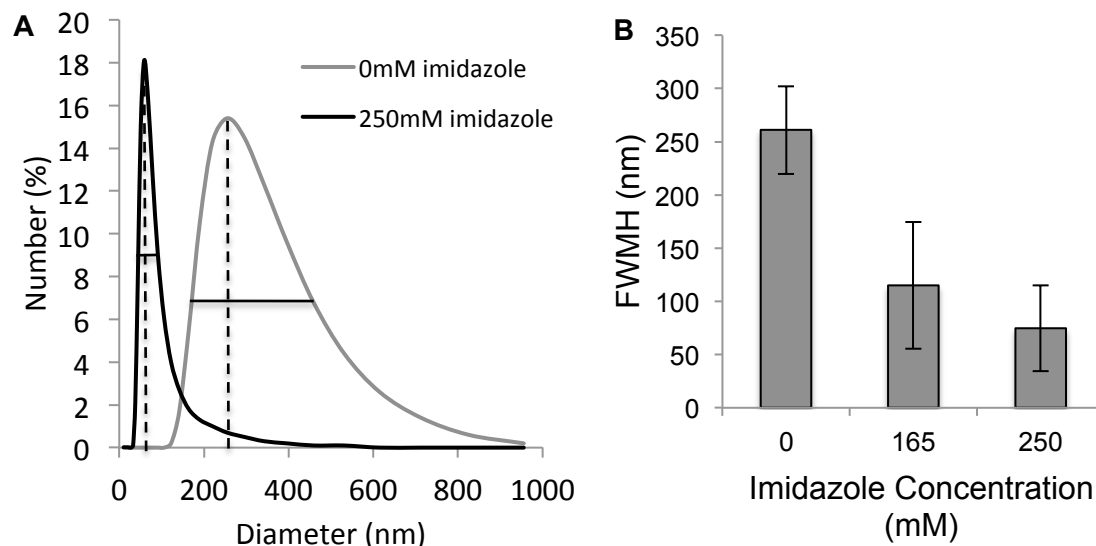 A
20
18
16
14
12
10
8
6
4
2
0
Number (%)
0mM imidazole
250mM imidazole
0 200 400 600 800 1000
Diameter (nm)
B
350
300
250
200
150
100
50
0
FWMH (nm)
0 165 250
Imidazole Concentration
(mM)